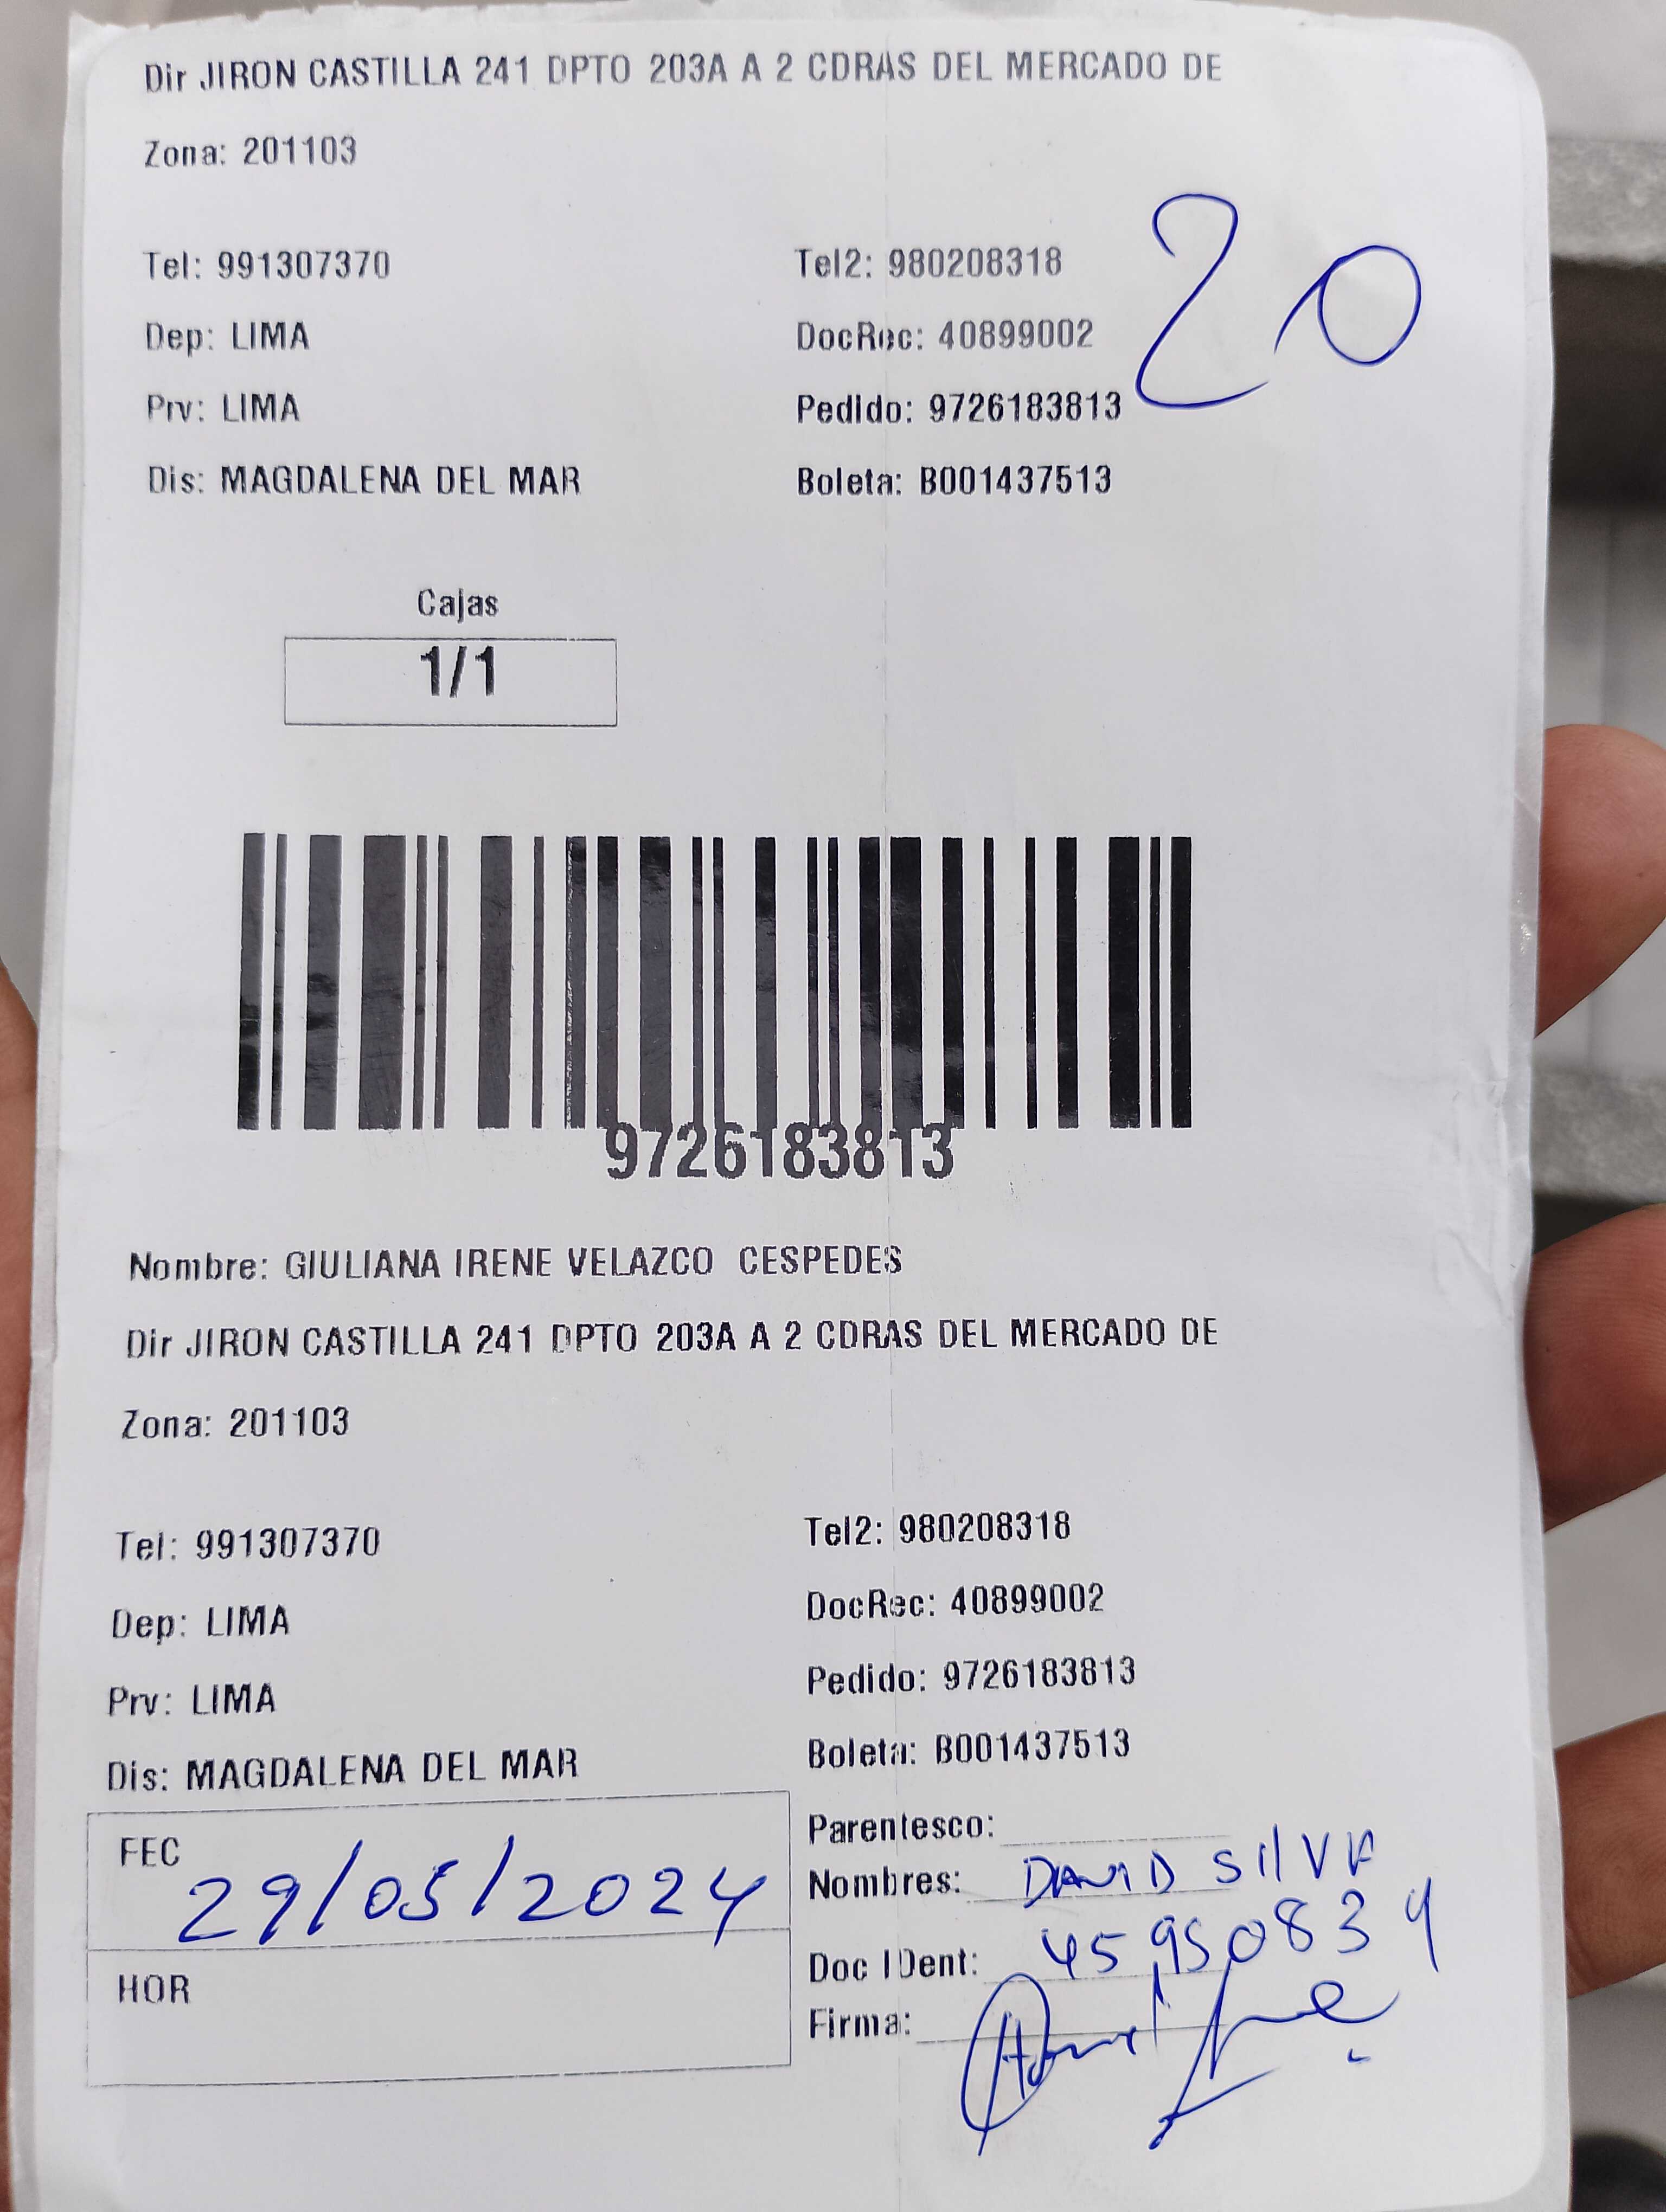 Dir JIRON CASTILLA 241 DPTO 203A A 2 CDRAS DEL MERCADO DE
Zona: 201103
20
Tel: 991307370 Tel2: 980208318
Dep: LIMA DocRec: 40899002
Prv: LIMA Pedido: 9726183813
Dis: MAGDALENA DEL MAR Boleta: B001437513
Cajas
1/1
9726183813
Nombre: GIULIANA IRENE VELAZCO CESPEDES
Dir JIRON CASTILLA 241 DPTO 203A A 2 CDRAS DEL MERCADO DE
Zona: 201103
Tel: 991307370 Tel2: 980208318
Dep: LIMA DocRec: 40899002
Prv: LIMA Pedido: 9726183813
Dis: MAGDALENA DEL MAR Boleta: B001437513
FEC 29/05/2024
HOR
Parentesco:
Nombres: DAVID SILVA
Doc IDent: 45950834
Firma: